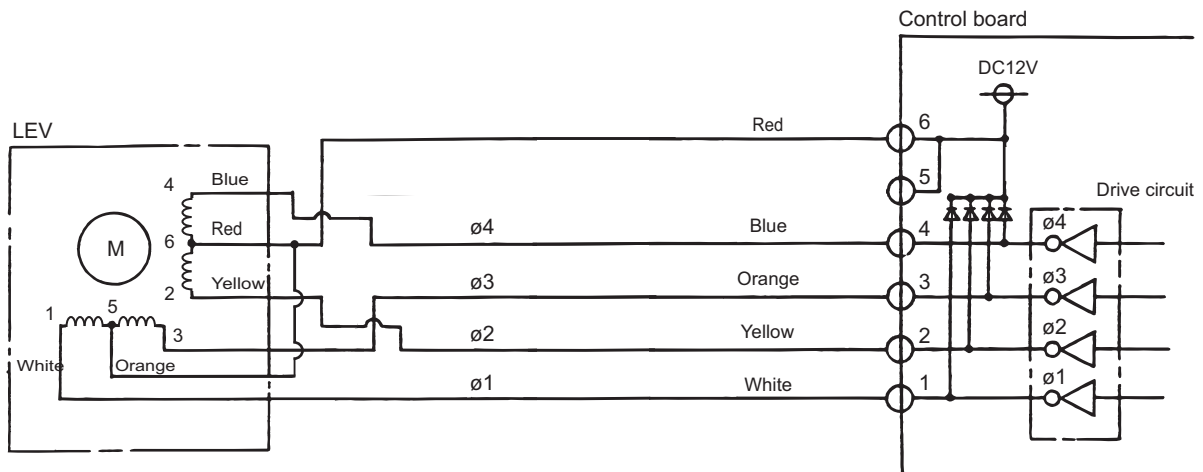 Control board
DC12V
LEV
Red
6
4
Blue
5
Drive circuit
Red
6
M
ø4
Blue
4
ø4
2
Yellow
ø3
Orange
3
ø3
1
5
3
ø2
Yellow
2
ø2
White
Orange
ø1
White
1
ø1